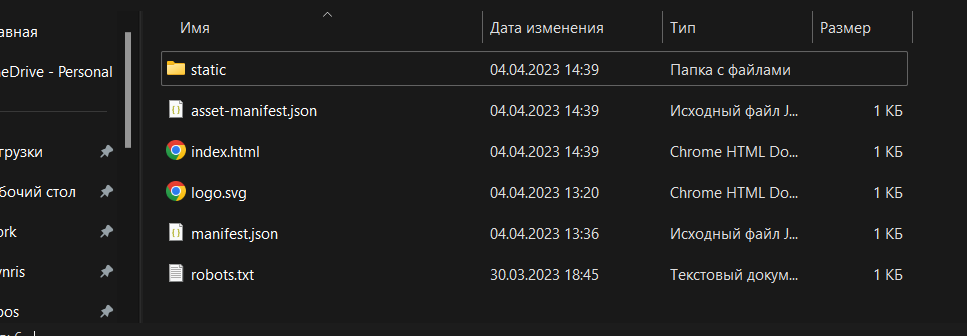 Имя Дата изменения Тип Размер
авная
static 04.04.2023 14:39 Папка с файлами
eDrive - Personal
asset-manifest.json 04.04.2023 14:39 Исходный файл J... 1 КБ
грузки
index.html 04.04.2023 14:39 Chrome HTML Do... 1 КБ
бочий стол
logo.svg 04.04.2023 13:20 Chrome HTML Do... 1 КБ
ork
manifest.json 04.04.2023 13:36 Исходный файл J... 1 КБ
ynris
robots.txt 30.03.2023 18:45 Текстовый докум... 1 КБ
pos